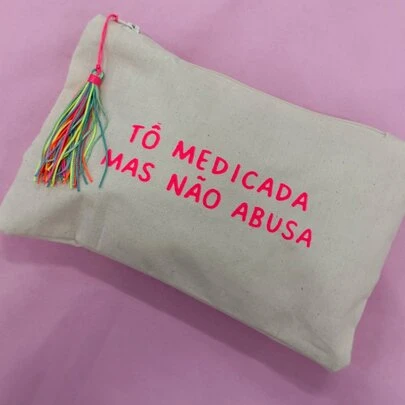 TÔ MEDICADA
MAS NÃO ABUSA